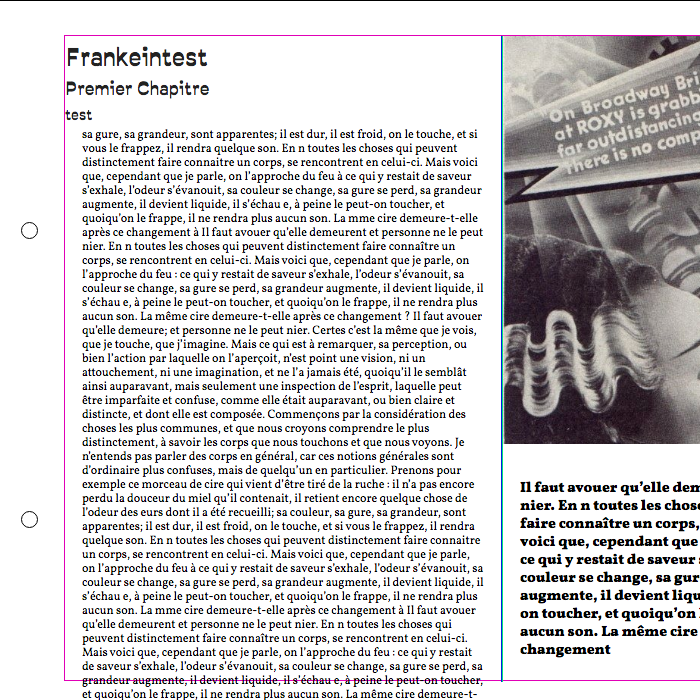 Frankeintest
Premier Chapitre
test
sa gure, sa grandeur, sont apparentes; il est dur, il est froid, on le touche, et si
vous le frappez, il rendra quelque son. En n toutes les choses qui peuvent
distinctement faire connaitre un corps, se rencontrent en celui-ci. Mais voici
que, cependant que je parle, on l'approche du feu à ce qui y restait de saveur
s'exhale, l'odeur s'évanouit, sa couleur se change, sa gure se perd, sa grandeur
augmente, il devient liquide, il s'échau e, à peine le peut-on toucher, et
quoiqu'on le frappe, il ne rendra plus aucun son. La mme cire demeure-t-elle
après ce changement à Il faut avouer qu'elle demeurent et personne ne le peut
nier. En n toutes les choses qui peuvent distinctement faire connaître un
corps, se rencontrent en celui-ci. Mais voici que, cependant que je parle, on
l'approche du feu : ce qui y restait de saveur s'exhale, l'odeur s'évanouit, sa
couleur se change, sa gure se perd, sa grandeur augmente, il devient liquide, il
s'échau e, à peine le peut-on toucher, et quoiqu'on le frappe, il ne rendra plus
aucun son. La même cire demeure-t-elle après ce changement ? Il faut avouer
qu'elle demeure; et personne ne le peut nier. Certes c'est la même que je vois,
que je touche, que j'imagine. Mais ce qui est à remarquer, sa perception, ou
bien l'action par laquelle on l'aperçoit, n'est point une vision, ni un
attouchement, ni une imagination, et ne l'a jamais été, quoiqu'il le semblât
ainsi auparavant, mais seulement une inspection de l'esprit, laquelle peut
être imparfaite et confuse, comme elle était auparavant, ou bien claire et
distincte, et dont elle est composée. Commençons par la considération des
choses les plus communes, et que nous croyons comprendre le plus
distinctement, à savoir les corps que nous touchons et que nous voyons. Je
n'entends pas parler des corps en général, car ces notions générales sont
d'ordinaire plus confuses, mais de quelqu'un en particulier. Prenons pour
exemple ce morceau de cire qui vient d'être tiré de la ruche : il n'a pas encore
perdu la douceur du miel qu'il contenait, il retient encore quelque chose de
l'odeur des eurs dont il a été recueilli; sa couleur, sa gure, sa grandeur, sont
apparentes; il est dur, il est froid, on le touche, et si vous le frappez, il rendra
quelque son. En n toutes les choses qui peuvent distinctement faire connaitre
un corps, se rencontrent en celui-ci. Mais voici que, cependant que je parle,
on l'approche du feu à ce qui y restait de saveur s'exhale, l'odeur s'évanouit, sa
couleur se change, sa gure se perd, sa grandeur augmente, il devient liquide, il
s'échau e, à peine le peut-on toucher, et quoiqu'on le frappe, il ne rendra plus
aucun son. La mme cire demeure-t-elle après ce changement à Il faut avouer
qu'elle demeurent et personne ne le peut nier. En n toutes les choses qui
peuvent distinctement faire connaître un corps, se rencontrent en celui-ci.
Mais voici que, cependant que je parle, on l'approche du feu : ce qui y restait
de saveur s'exhale, l'odeur s'évanouit, sa couleur se change, sa gure se perd, sa
grandeur augmente, il devient liquide, il s'échau e, à peine le peut-on toucher,
et quoiqu'on le frappe, il ne rendra plus aucun son. La même cire demeure-t-
On Broadway Bri
at ROXY is grabb
far outdistancing
there is no comp
Il faut avouer qu'elle dem
nier. En n toutes les chose
faire connaître un corps,
voici que, cependant que
ce qui y restait de saveur s
couleur se change, sa gur
augmente, il devient liqu
on toucher, et quoiqu'on l
aucun son. La même cire
changement